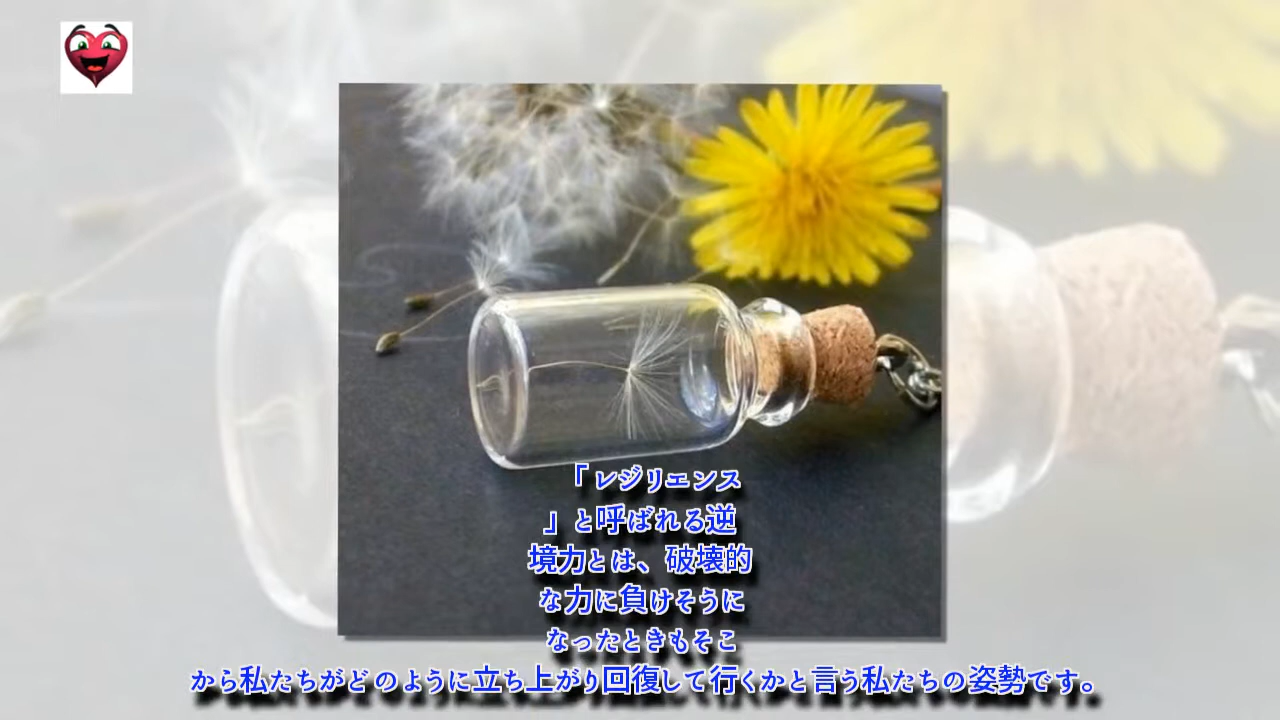 「レジリエンス
」と呼ばれる逆
境力とは、破壊的
な力に負けそうに
なったときもそこ
から私たちがどのように立ち上がり回復して行くかと言う私たちの姿勢です。